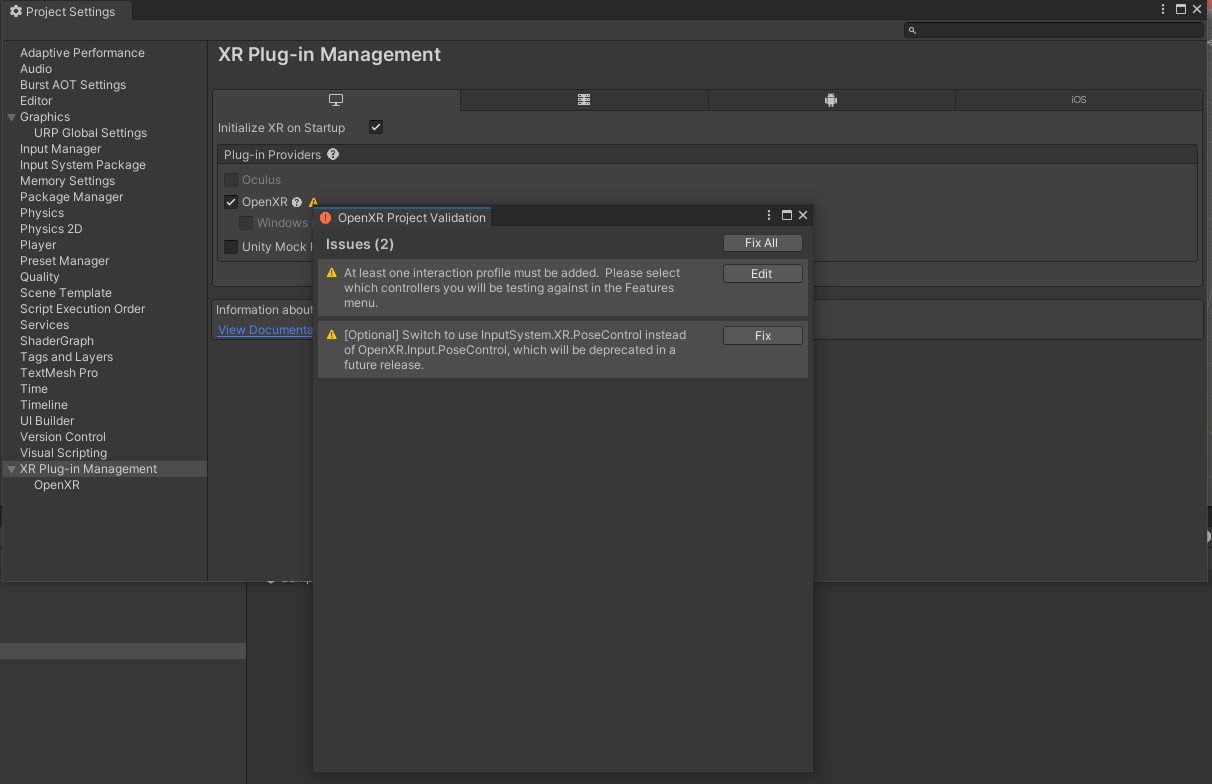 Project Settings
XR Plug-in Management
Adaptive Performance
Audio
Burst AOT Settings
Editor
Graphics
URP Global Settings
Input Manager
Input System Package
Memory Settings
Package Manager
Physics
Physics 2D
Player
Preset Manager
Quality
Scene Template
Script Execution Order
Services
ShaderGraph
Tags and Layers
TextMesh Pro
Time
Timeline
UI Builder
Version Control
Visual Scripting
XR Plug-in Management
OpenXR
iOS
Initialize XR on Startup
Plug-in Providers
Oculus
OpenXR
Windows
Unity Mock
Information about
View Documenta
OpenXR Project Validation
Issues (2)
Fix All
At least one interaction profile must be added.  Please select
which controllers you will be testing against in the Features
menu.
Edit
[Optional] Switch to use InputSystem.XR.PoseControl instead
of OpenXR.Input.PoseControl, which will be deprecated in a
future release.
Fix